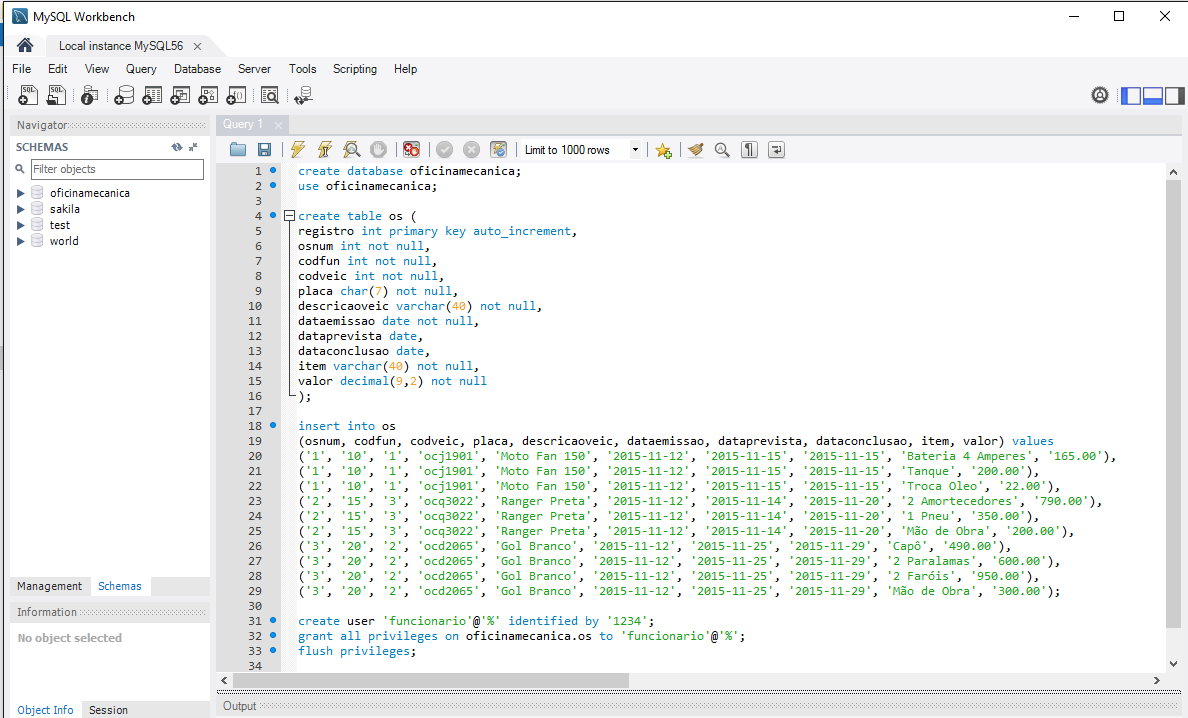 MySQL Workbench
Local instance MySQL56
File Edit View Query Database Server Tools Scripting Help
Navigator
SCHEMAS
Filter objects
oficinamecanica
sakila
test
world
Management Schemas
Information
No object selected
Object Info Session
Query 1
Limit to 1000 rows
1 create database oficinamecanica;
2 use oficinamecanica;
3
4 create table os (
5 registro int primary key auto_increment,
6 osnum int not null,
7 codfun int not null,
8 codveic int not null,
9 placa char(7) not null,
10 descricaoveic varchar(40) not null,
11 dataemissao date not null,
12 dataprevista date,
13 dataconclusao date,
14 item varchar(40) not null,
15 valor decimal(9,2) not null
16 );
17
18 insert into os
19 (osnum, codfun, codveic, placa, descricaoveic, dataemissao, dataprevista, dataconclusao, item, valor) values
20 ('1', '10', '1', 'ocj1901', 'Moto Fan 150', '2015-11-12', '2015-11-15', '2015-11-15', 'Bateria 4 Amperes', '165.00'),
21 ('1', '10', '1', 'ocj1901', 'Moto Fan 150', '2015-11-12', '2015-11-15', '2015-11-15', 'Tanque', '200.00'),
22 ('1', '10', '1', 'ocj1901', 'Moto Fan 150', '2015-11-12', '2015-11-15', '2015-11-15', 'Troca Oleo', '22.00'),
23 ('2', '15', '3', 'ocq3022', 'Ranger Preta', '2015-11-12', '2015-11-14', '2015-11-20', '2 Amortecedores', '790.00'),
24 ('2', '15', '3', 'ocq3022', 'Ranger Preta', '2015-11-12', '2015-11-14', '2015-11-20', '1 Pneu', '350.00'),
25 ('2', '15', '3', 'ocq3022', 'Ranger Preta', '2015-11-12', '2015-11-14', '2015-11-20', 'Mão de Obra', '200.00'),
26 ('3', '20', '2', 'ocd2065', 'Gol Branco', '2015-11-12', '2015-11-25', '2015-11-29', 'Capô', '490.00'),
27 ('3', '20', '2', 'ocd2065', 'Gol Branco', '2015-11-12', '2015-11-25', '2015-11-29', '2 Paralamas', '600.00'),
28 ('3', '20', '2', 'ocd2065', 'Gol Branco', '2015-11-12', '2015-11-25', '2015-11-29', '2 Faróis', '950.00'),
29 ('3', '20', '2', 'ocd2065', 'Gol Branco', '2015-11-12', '2015-11-25', '2015-11-29', 'Mão de Obra', '300.00');
30
31 create user 'funcionario'@'%' identified by '1234';
32 grant all privileges on oficinamecanica.os to 'funcionario'@'%';
33 flush privileges;
34
Output